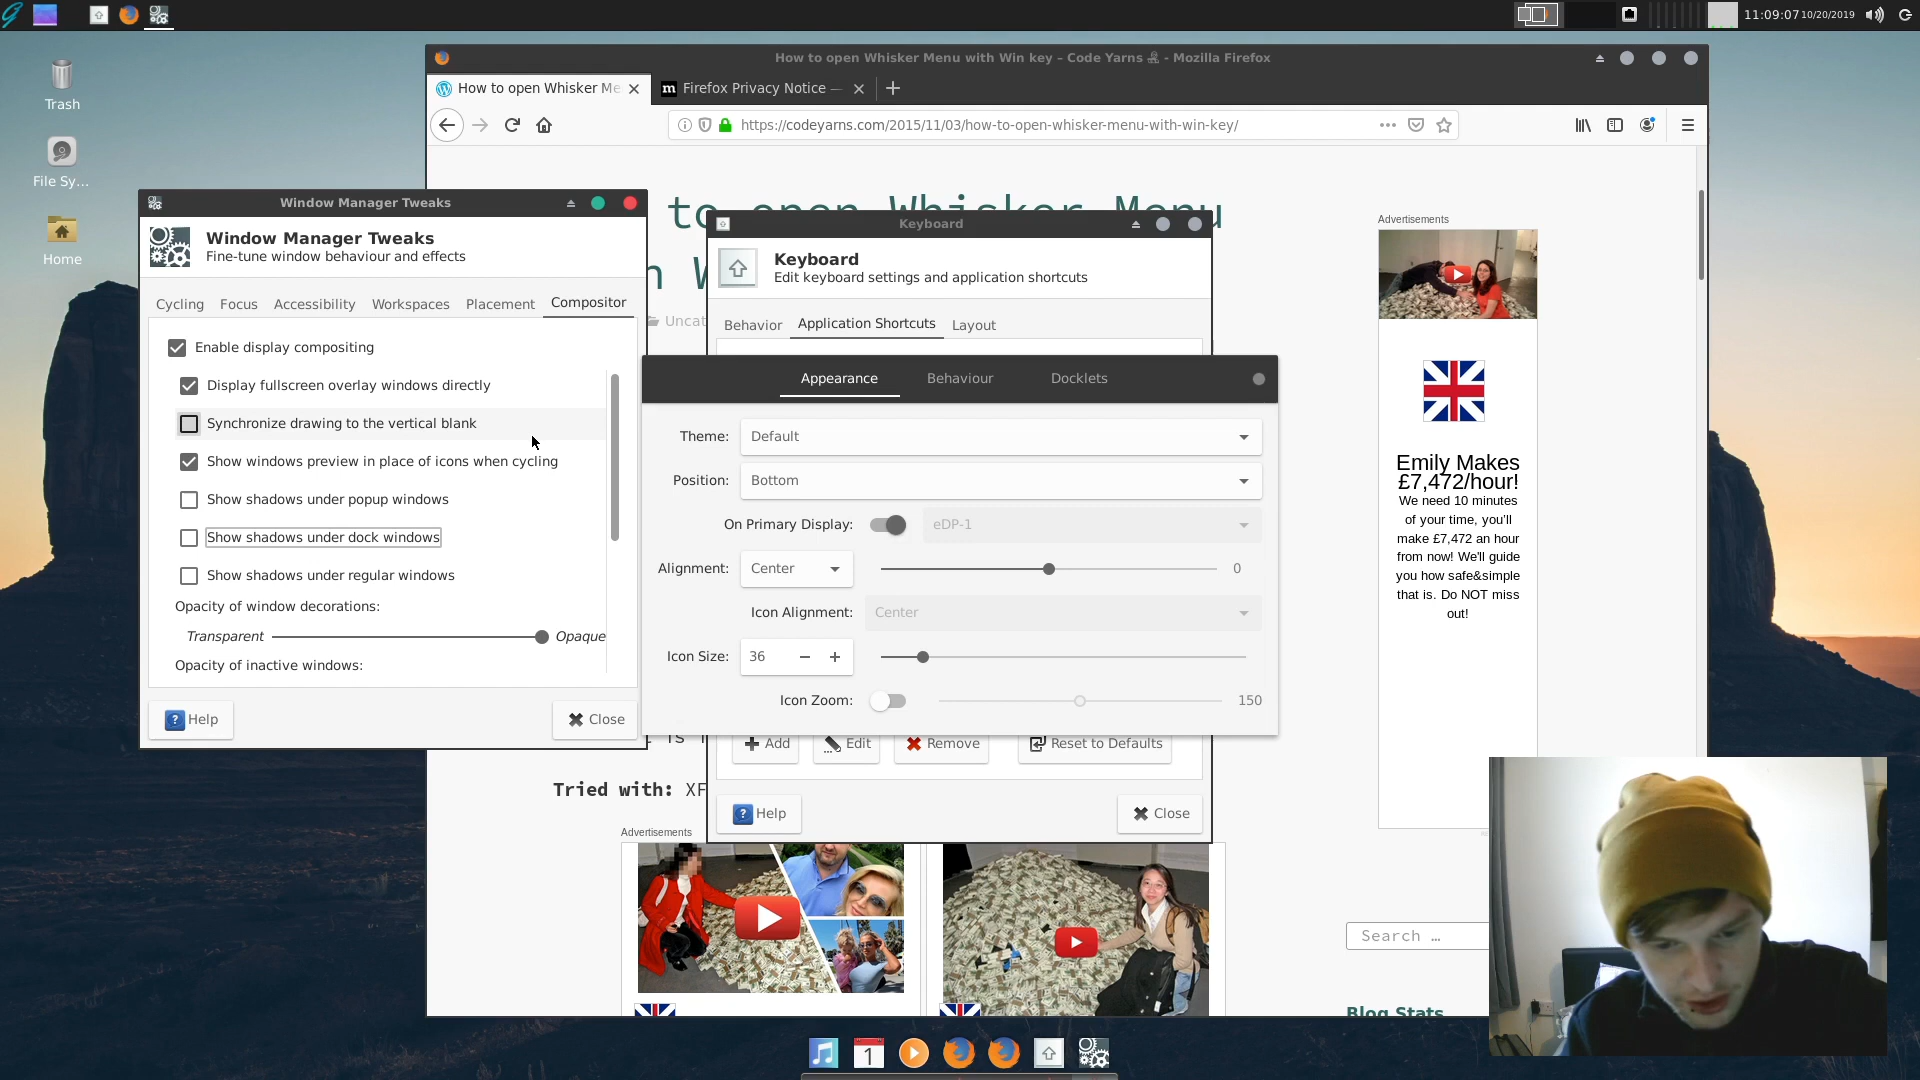 11:09:07 10/20/2019
Trash
File Sy...
Home
How to open Whisker Menu with Win key – Code Yarns - Mozilla Firefox
How to open Whisker Me
Firefox Privacy Notice —
https://codeyarns.com/2015/11/03/how-to-open-whisker-menu-with-win-key/
to open Whisker Menu
Uncat
Advertisements
Emily Makes
£7,472/hour!
We need 10 minutes
of your time, you'll
make £7,472 an hour
from now! We'll guide
you how safe&simple
that is. Do NOT miss
out!
Window Manager Tweaks
Window Manager Tweaks
Fine-tune window behaviour and effects
Cycling
Focus
Accessibility
Workspaces
Placement
Compositor
Enable display compositing
Display fullscreen overlay windows directly
Synchronize drawing to the vertical blank
Show windows preview in place of icons when cycling
Show shadows under popup windows
Show shadows under dock windows
Show shadows under regular windows
Opacity of window decorations:
Transparent
Opaque
Opacity of inactive windows:
Help
Close
Keyboard
Keyboard
Edit keyboard settings and application shortcuts
Behavior
Application Shortcuts
Layout
Appearance
Behaviour
Docklets
Theme: Default
Position: Bottom
On Primary Display: eDP-1
Alignment: Center 0
Icon Alignment: Center
Icon Size: 36
Icon Zoom: 150
Add
Edit
Remove
Reset to Defaults
Help
Close
Tried with: XF
Advertisements
Search …
Blog Stats
1